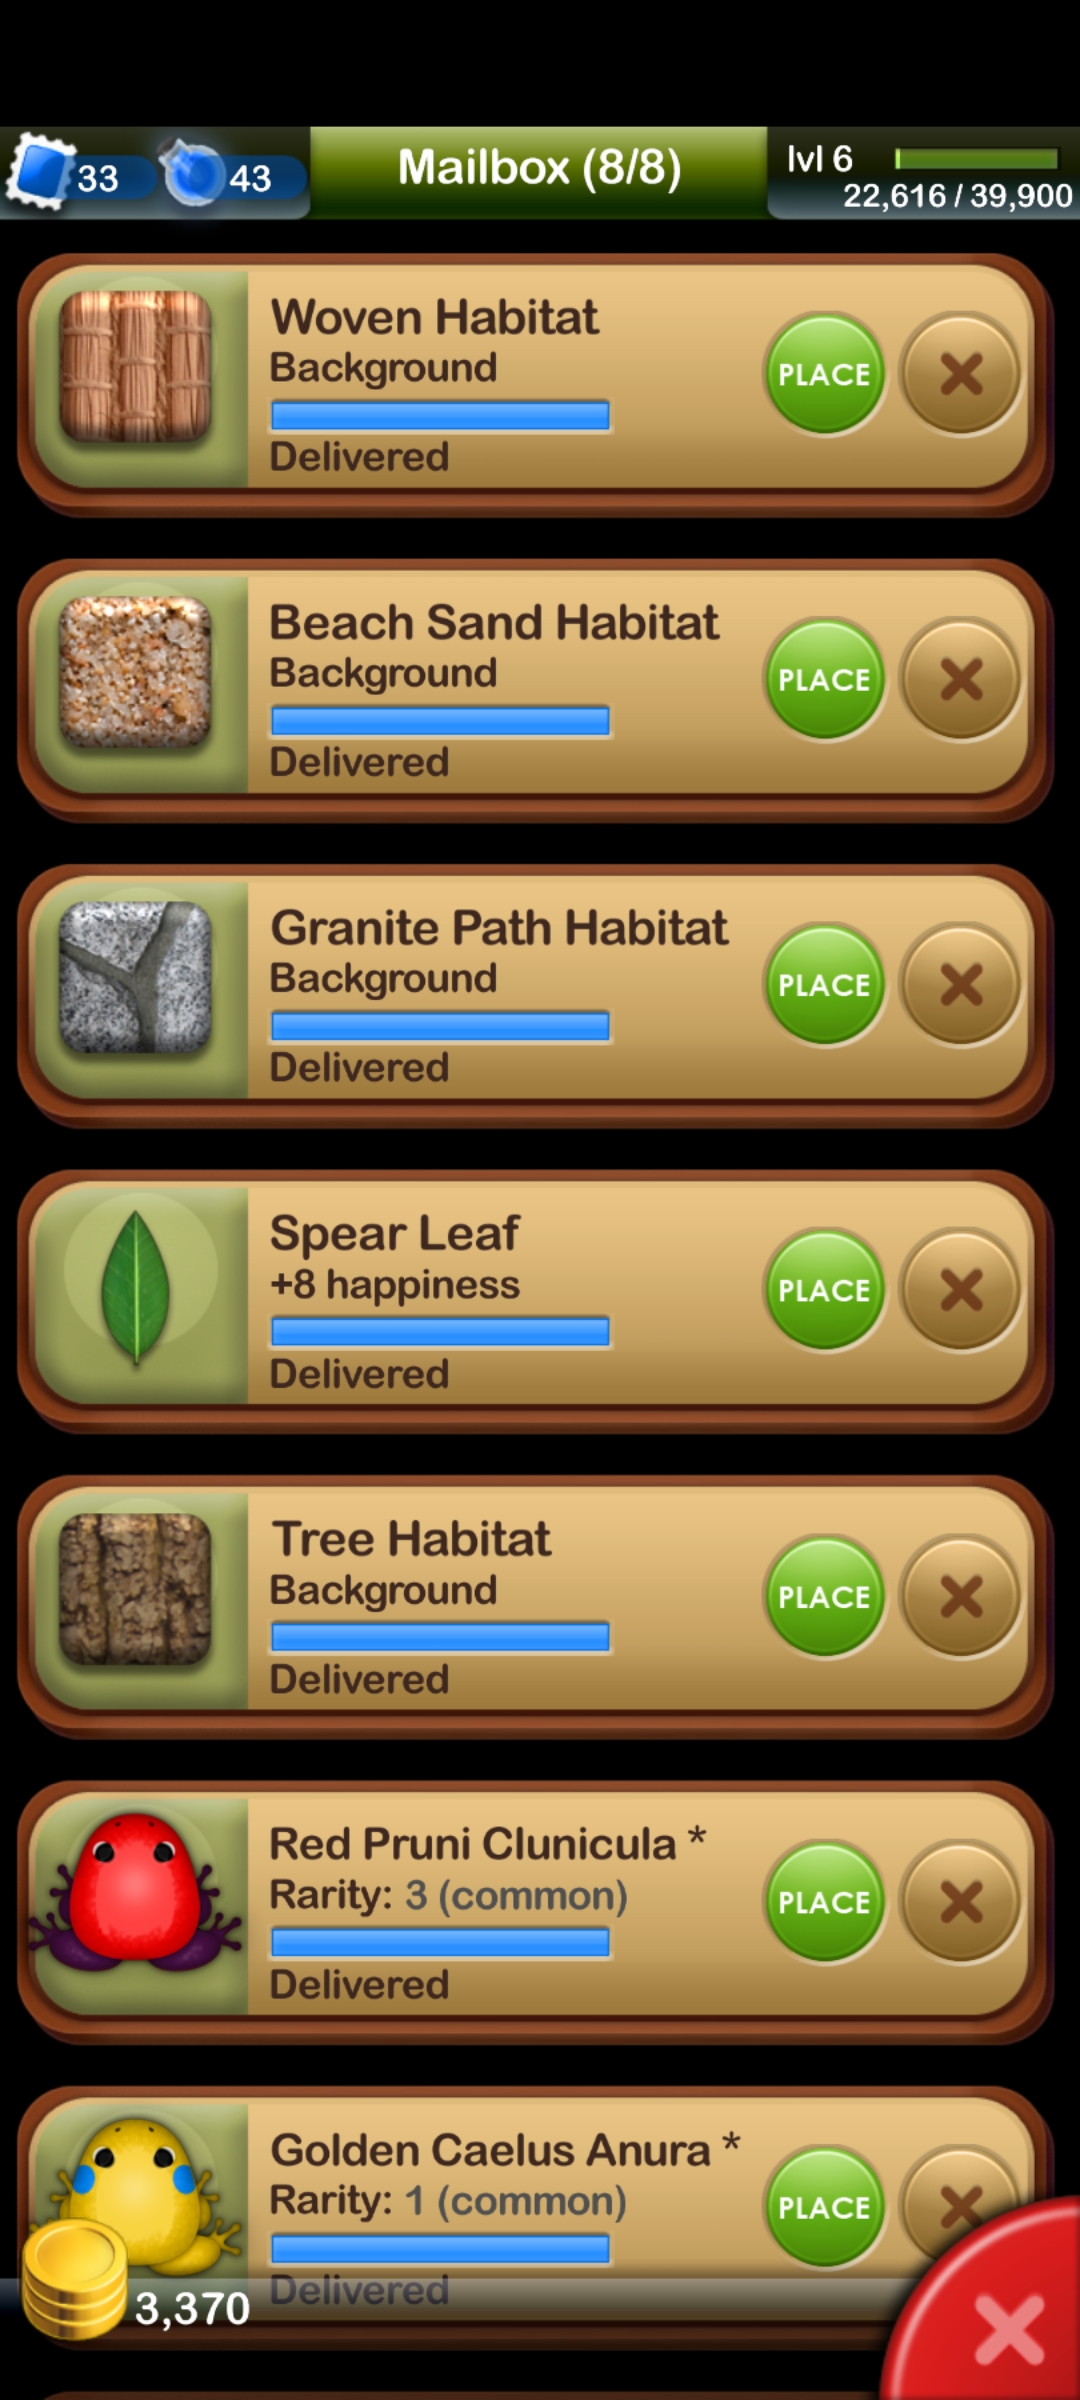 33
43
Mailbox (8/8)
lvl 6
22,616 / 39,900
Woven Habitat
Background
Delivered
PLACE
Beach Sand Habitat
Background
Delivered
PLACE
Granite Path Habitat
Background
Delivered
PLACE
Spear Leaf
+8 happiness
Delivered
PLACE
Tree Habitat
Background
Delivered
PLACE
Red Pruni Clunicula *
Rarity: 3 (common)
Delivered
PLACE
Golden Caelus Anura *
Rarity: 1 (common)
Delivered
PLACE
3,370